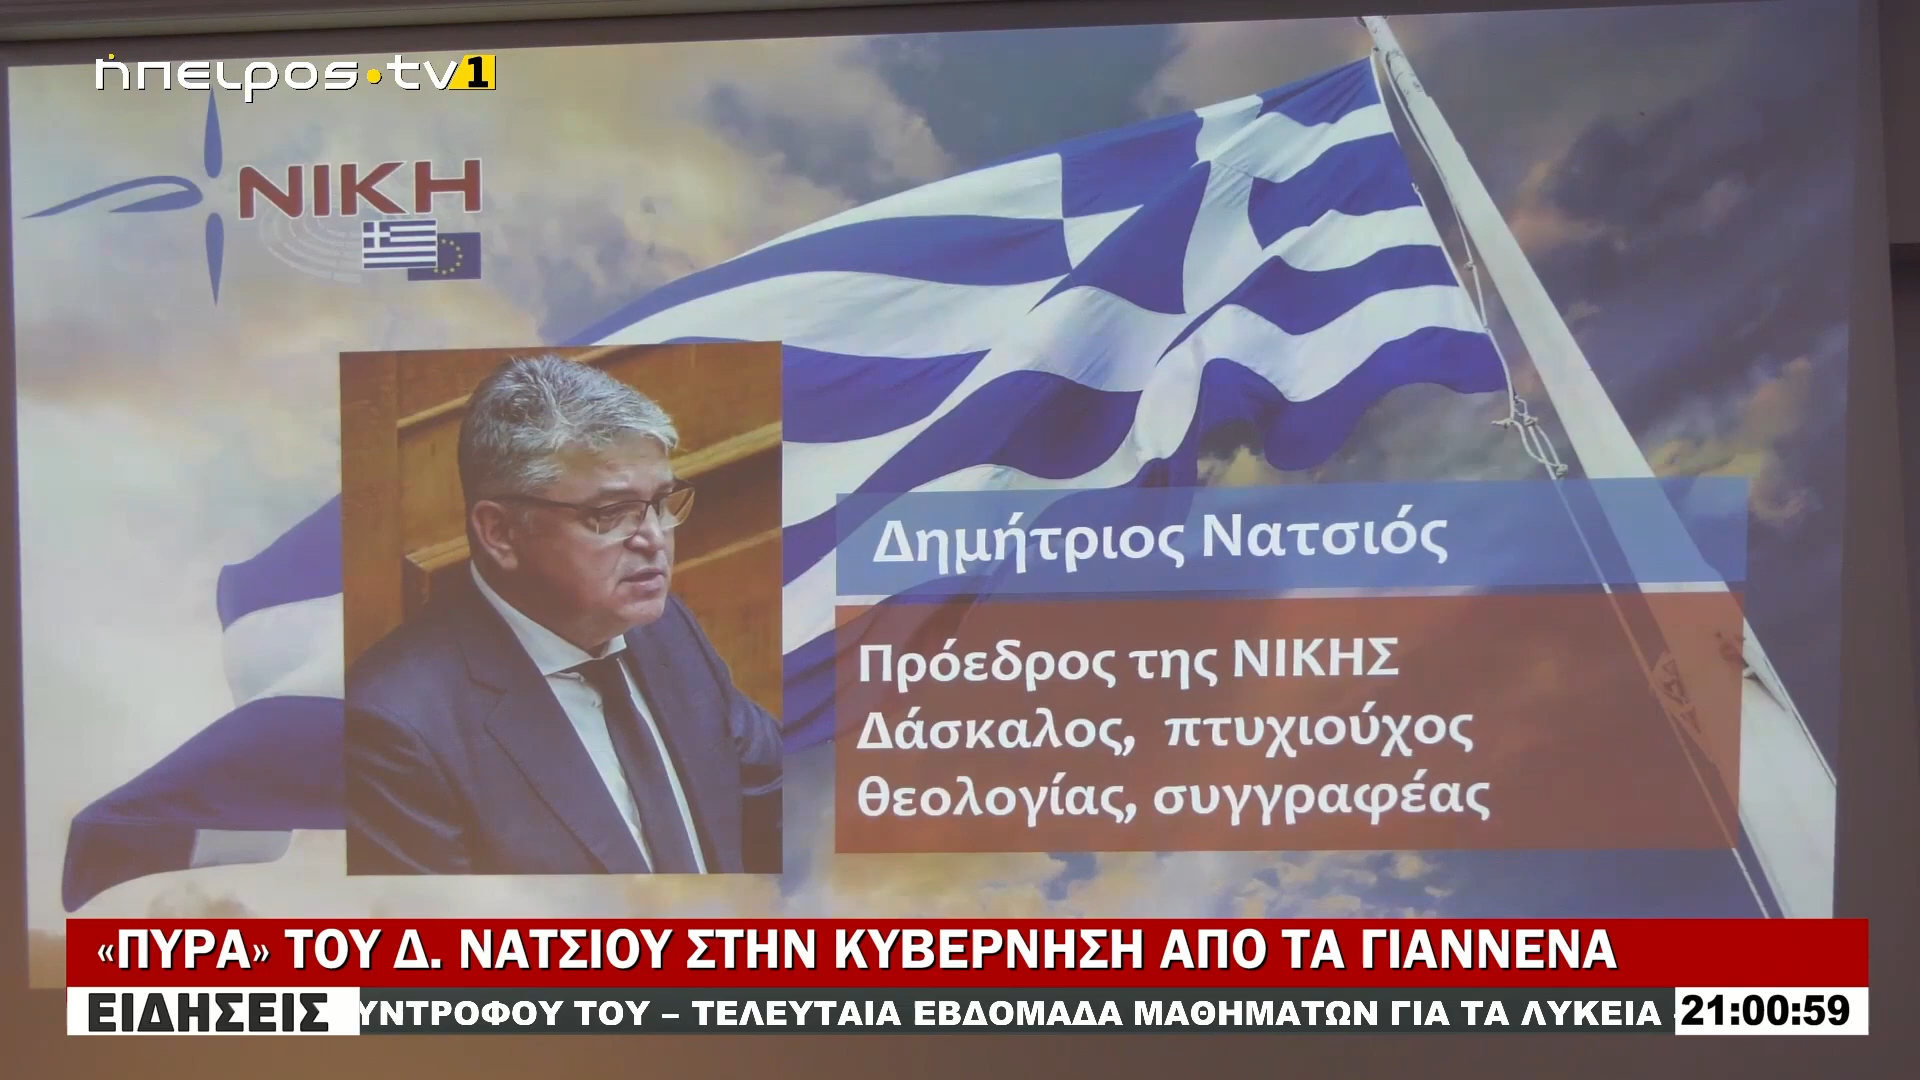 ήπειρος•tv1
ΝΙΚΗ
Δημήτριος Νατσιός
Πρόεδρος της ΝΙΚΗΣ
Δάσκαλος, πτυχιούχος
θεολογίας, συγγραφέας
«ΠΥΡΑ» ΤΟΥ Δ. ΝΑΤΣΙΟΥ ΣΤΗΝ ΚΥΒΕΡΝΗΣΗ ΑΠΟ ΤΑ ΓΙΑΝΝΕΝΑ
ΕΙΔΗΣΕΙΣ ΥΝΤΡΟΦΟΥ ΤΟΥ – ΤΕΛΕΥΤΑΙΑ ΕΒΔΟΜΑΔΑ ΜΑΘΗΜΑΤΩΝ ΓΙΑ ΤΑ ΛΥΚΕΙΑ 21:00:59